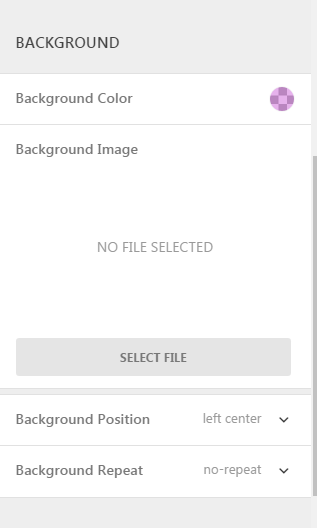 BACKGROUND
Background Color
Background Image
NO FILE SELECTED
SELECT FILE
Background Position left center
Background Repeat no-repeat